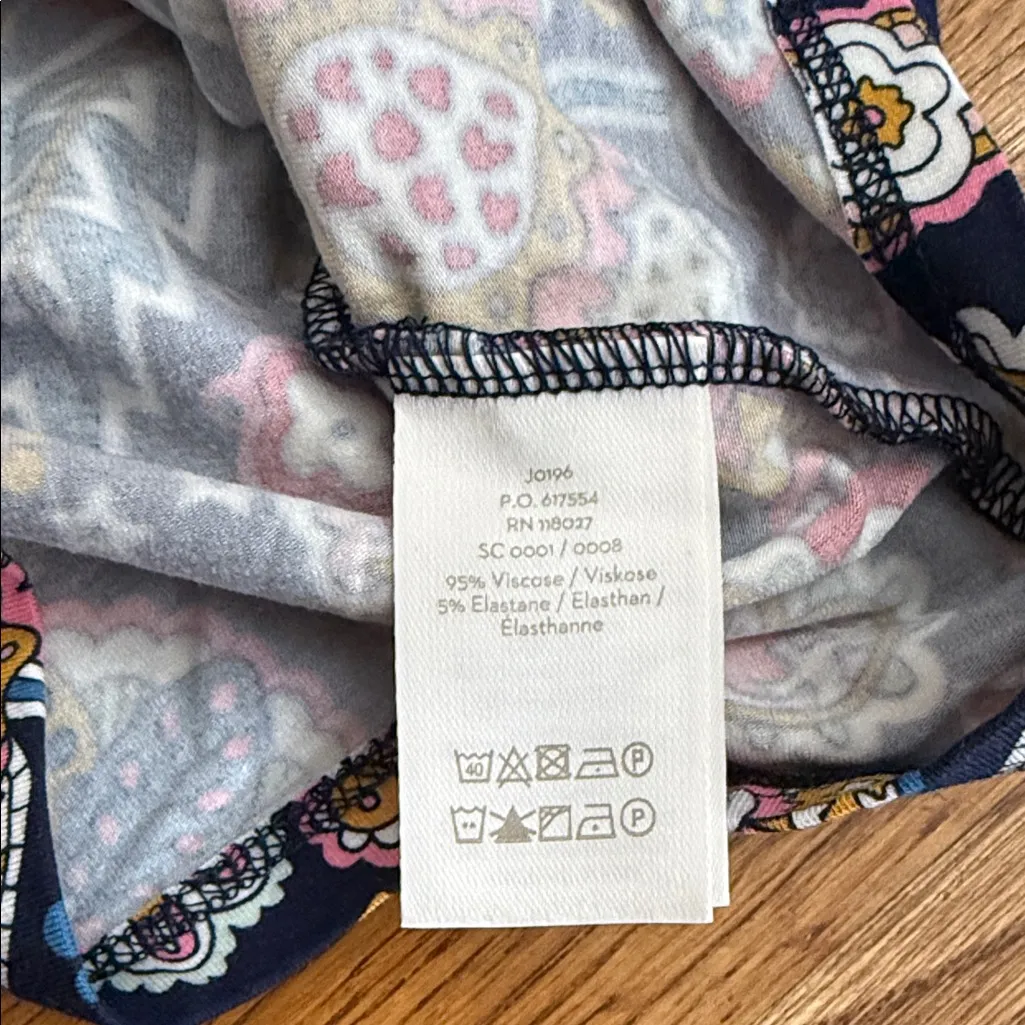 J0196
P.O. 617554
RN 118027
SC 0001 / 0008
95% Viscose / Viskose
5% Elastane / Elasthan /
Élasthanne
40 P
P